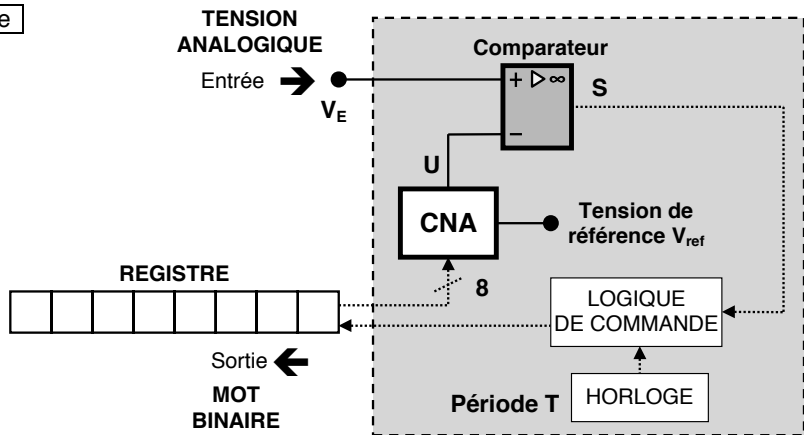 e
TENSION
ANALOGIQUE
Entrée
V_E
Comparateur
+ ▷ ∞
−
S
U
CNA
Tension de
référence V_ref
REGISTRE
8
LOGIQUE
DE COMMANDE
Sortie
MOT
BINAIRE
Période T
HORLOGE